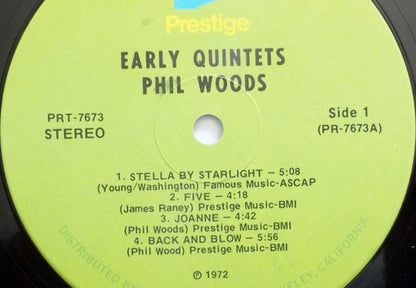 Prestige
EARLY QUINTETS
PHIL WOODS
PRT-7673
STEREO
Side 1
(PR-7673A)
1. STELLA BY STARLIGHT – 5:08
(Young/Washington) Famous Music-ASCAP
2. FIVE – 4:18
(James Raney) Prestige Music-BMI
3. JOANNE – 4:42
(Phil Woods) Prestige Music-BMI
4. BACK AND BLOW – 5:56
(Phil Wood) Prestige Music-BMI
℗ 1972
DISTRIBUTED BY
CALIFORNIA